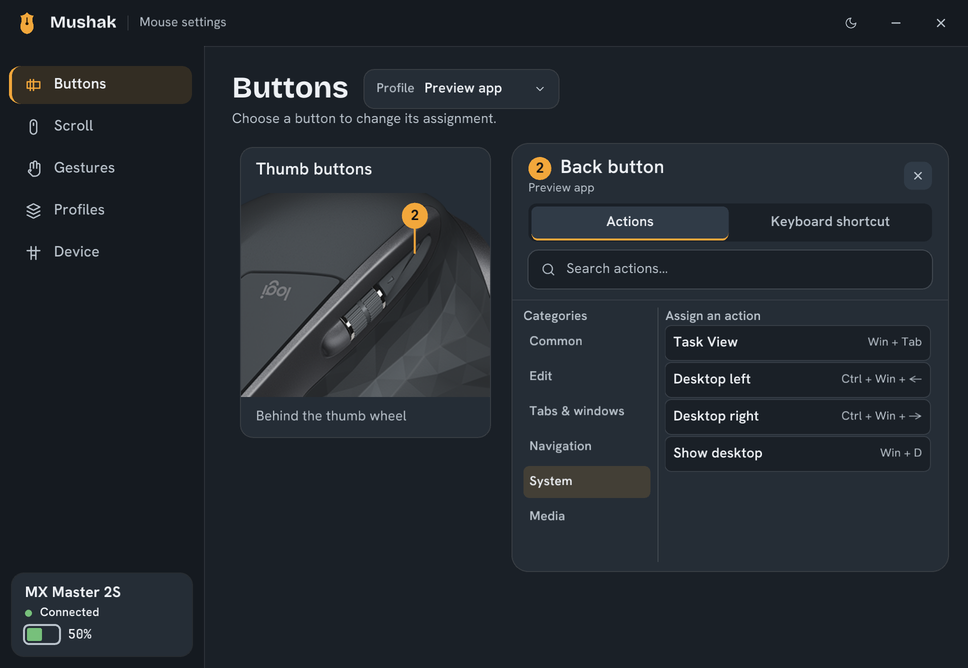 Mushak
Mouse settings
Buttons
Scroll
Gestures
Profiles
Device
MX Master 2S
Connected
50%
Buttons
Profile Preview app
Choose a button to change its assignment.
Thumb buttons
2
logi
Behind the thumb wheel
2 Back button
Preview app
Actions
Keyboard shortcut
Search actions...
Categories
Common
Edit
Tabs & windows
Navigation
System
Media
Assign an action
Task View Win + Tab
Desktop left Ctrl + Win + ←
Desktop right Ctrl + Win + →
Show desktop Win + D